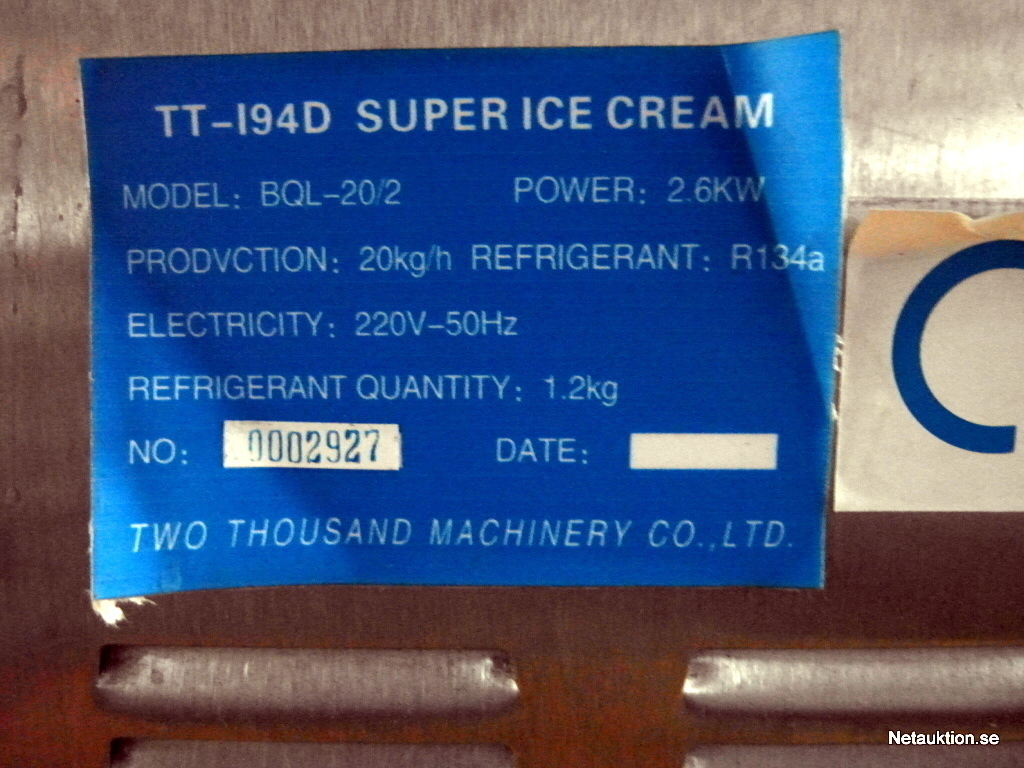 TT-I94D SUPER ICE CREAM
MODEL: BQL-20/2 POWER: 2.6KW
PRODVCTION: 20kg/h REFRIGERANT: R134a
ELECTRICITY: 220V-50Hz
REFRIGERANT QUANTITY: 1.2kg
NO: 0002927 DATE:
TWO THOUSAND MACHINERY CO.,LTD.
Netauktion.se